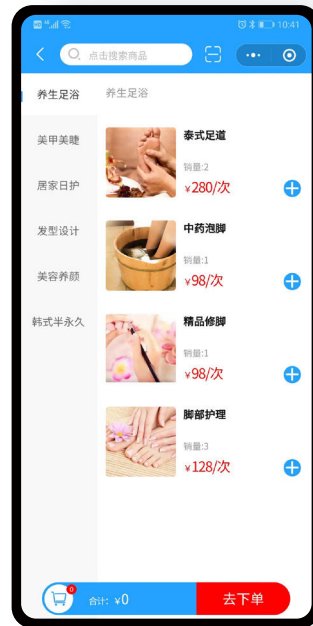 10:41
点击搜索商品
养生足浴
美甲美睫
居家日护
发型设计
美容养颜
韩式半永久
养生足浴
泰式足道
销量:2
¥280/次
中药泡脚
销量:1
¥98/次
精品修脚
销量:1
¥98/次
脚部护理
销量:3
¥128/次
0
合计: ¥0
去下单